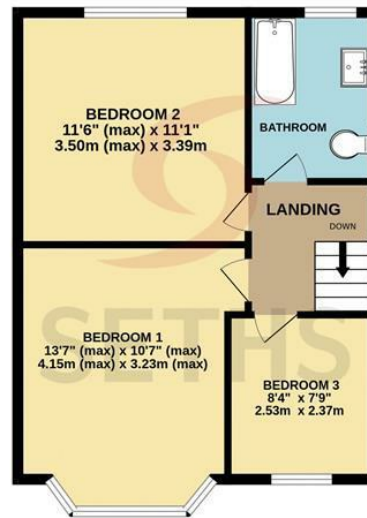 BEDROOM 2
11'6" (max) x 11'1"
3.50m (max) x 3.39m
BATHROOM
LANDING
DOWN
SETHS
BEDROOM 1
13'7" (max) x 10'7" (max)
4.15m (max) x 3.23m (max)
BEDROOM 3
8'4" x 7'9"
2.53m x 2.37m